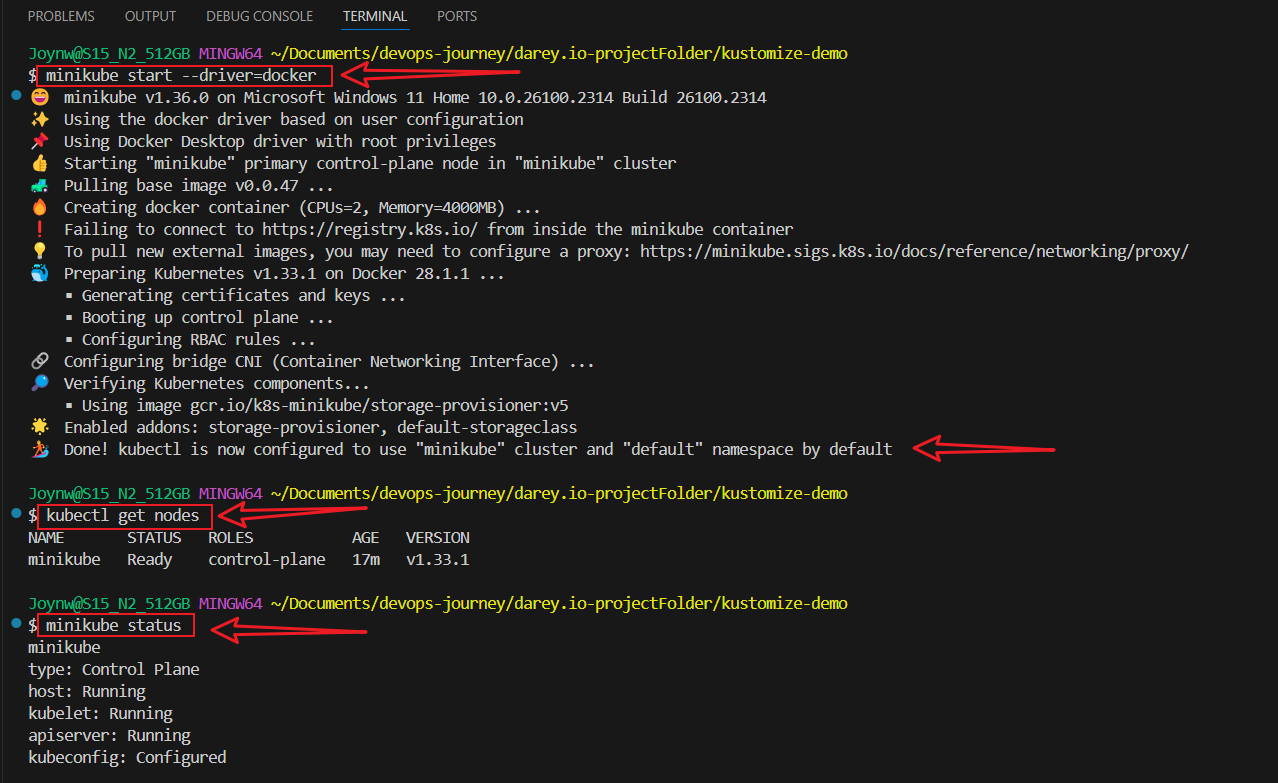 PROBLEMS OUTPUT DEBUG CONSOLE TERMINAL PORTS
Joynw@S15_N2_512GB MINGW64 ~/Documents/devops-journey/darey.io-projectFolder/kustomize-demo
$ minikube start --driver=docker
😄 minikube v1.36.0 on Microsoft Windows 11 Home 10.0.26100.2314 Build 26100.2314
✨ Using the docker driver based on user configuration
📌 Using Docker Desktop driver with root privileges
👍 Starting "minikube" primary control-plane node in "minikube" cluster
🚜 Pulling base image v0.0.47 ...
🔥 Creating docker container (CPUs=2, Memory=4000MB) ...
❗ Failing to connect to https://registry.k8s.io/ from inside the minikube container
💡 To pull new external images, you may need to configure a proxy: https://minikube.sigs.k8s.io/docs/reference/networking/proxy/
🐳 Preparing Kubernetes v1.33.1 on Docker 28.1.1 ...
▪ Generating certificates and keys ...
▪ Booting up control plane ...
▪ Configuring RBAC rules ...
🔗 Configuring bridge CNI (Container Networking Interface) ...
🔎 Verifying Kubernetes components...
▪ Using image gcr.io/k8s-minikube/storage-provisioner:v5
🌟 Enabled addons: storage-provisioner, default-storageclass
🏄 Done! kubectl is now configured to use "minikube" cluster and "default" namespace by default
Joynw@S15_N2_512GB MINGW64 ~/Documents/devops-journey/darey.io-projectFolder/kustomize-demo
$ kubectl get nodes
NAME STATUS ROLES AGE VERSION
minikube Ready control-plane 17m v1.33.1
Joynw@S15_N2_512GB MINGW64 ~/Documents/devops-journey/darey.io-projectFolder/kustomize-demo
$ minikube status
minikube
type: Control Plane
host: Running
kubelet: Running
apiserver: Running
kubeconfig: Configured